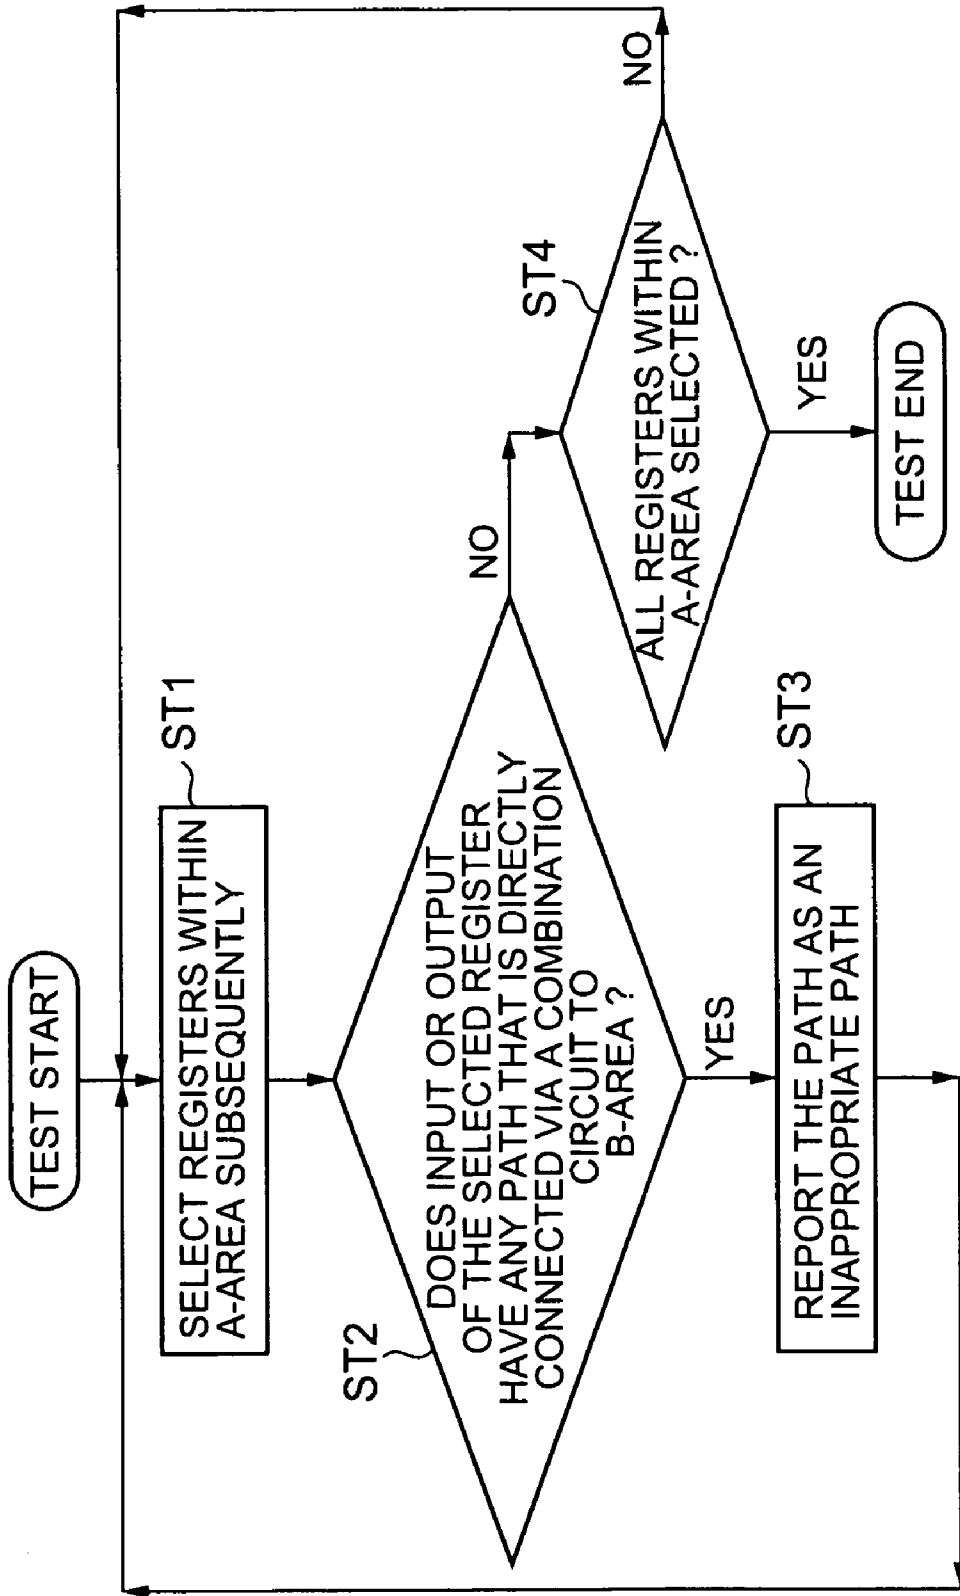 TEST START
SELECT REGISTERS WITHIN
A-AREA SUBSEQUENTLY
ST1
DOES INPUT OR OUTPUT
OF THE SELECTED REGISTER
HAVE ANY PATH THAT IS DIRECTLY
CONNECTED VIA A COMBINATION
CIRCUIT TO
B-AREA ?
ST2
NO
YES
REPORT THE PATH AS AN
INAPPROPRIATE PATH
ST3
ALL REGISTERS WITHIN
A-AREA SELECTED ?
ST4
NO
YES
TEST END